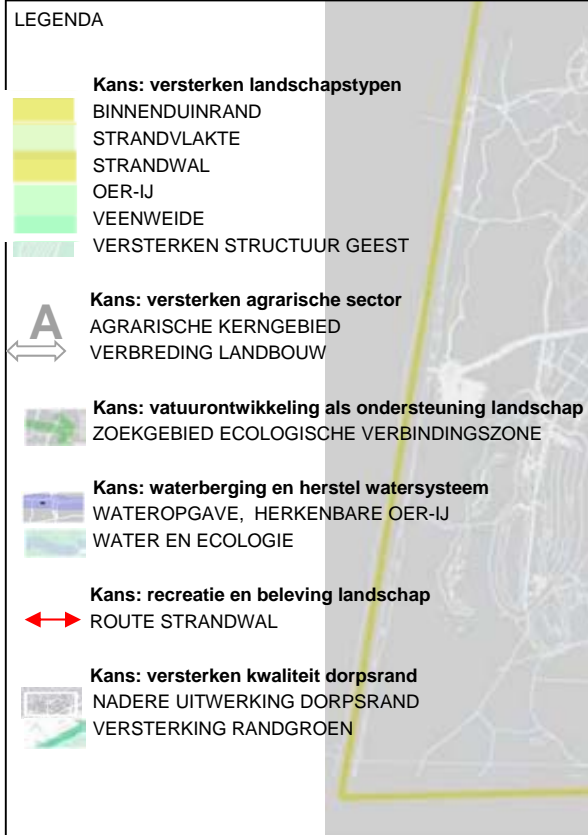 LEGENDA
Kans: versterken landschapstypen
BINNENDUINRAND
STRANDVLAKTE
STRANDWAL
OER-IJ
VEENWEIDE
VERSTERKEN STRUCTUUR GEEST
Kans: versterken agrarische sector
A
AGRARISCHE KERNGEBIED
VERBREDING LANDBOUW
Kans: vatuurontwikkeling als ondersteuning landschap
ZOEKGEBIED ECOLOGISCHE VERBINDINGSZONE
Kans: waterberging en herstel watersysteem
WATEROPGAVE, HERKENBARE OER-IJ
WATER EN ECOLOGIE
Kans: recreatie en beleving landschap
ROUTE STRANDWAL
Kans: versterken kwaliteit dorpsrand
NADERE UITWERKING DORPSRAND
VERSTERKING RANDGROEN